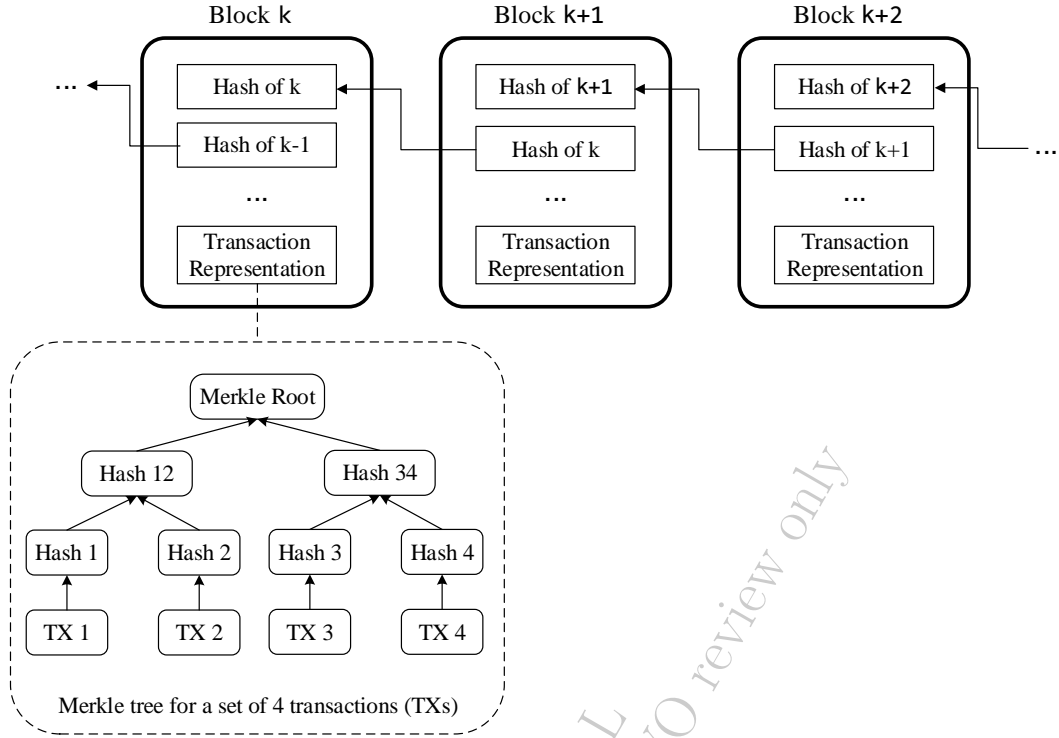 Block k
Block k+1
Block k+2
Hash of k
Hash of k-1
...
Transaction
Representation
Hash of k+1
Hash of k
...
Transaction
Representation
Hash of k+2
Hash of k+1
...
Transaction
Representation
...
...
Merkle Root
Hash 12
Hash 34
Hash 1
Hash 2
Hash 3
Hash 4
TX 1
TX 2
TX 3
TX 4
Merkle tree for a set of 4 transactions (TXs)
review only